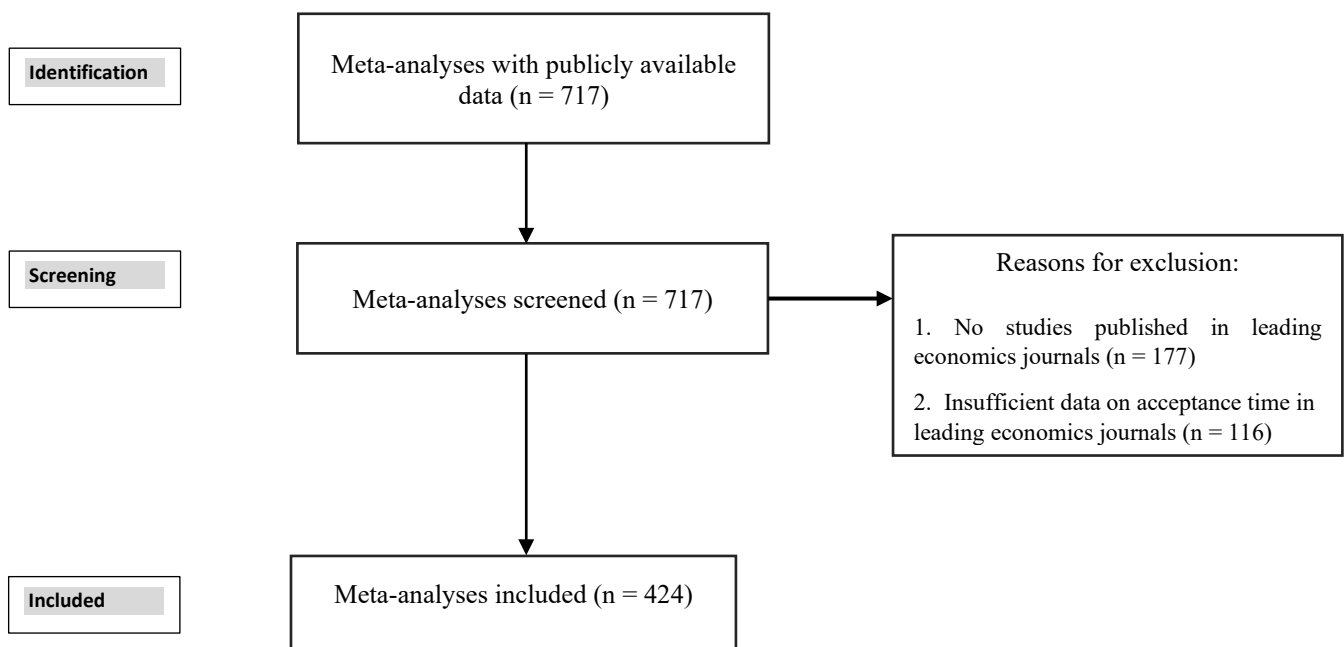 Identification
Meta-analyses with publicly available
data (n = 717)
Screening
Meta-analyses screened (n = 717)
Reasons for exclusion:
1. No studies published in leading
economics journals (n = 177)
2. Insufficient data on acceptance time in
leading economics journals (n = 116)
Included
Meta-analyses included (n = 424)